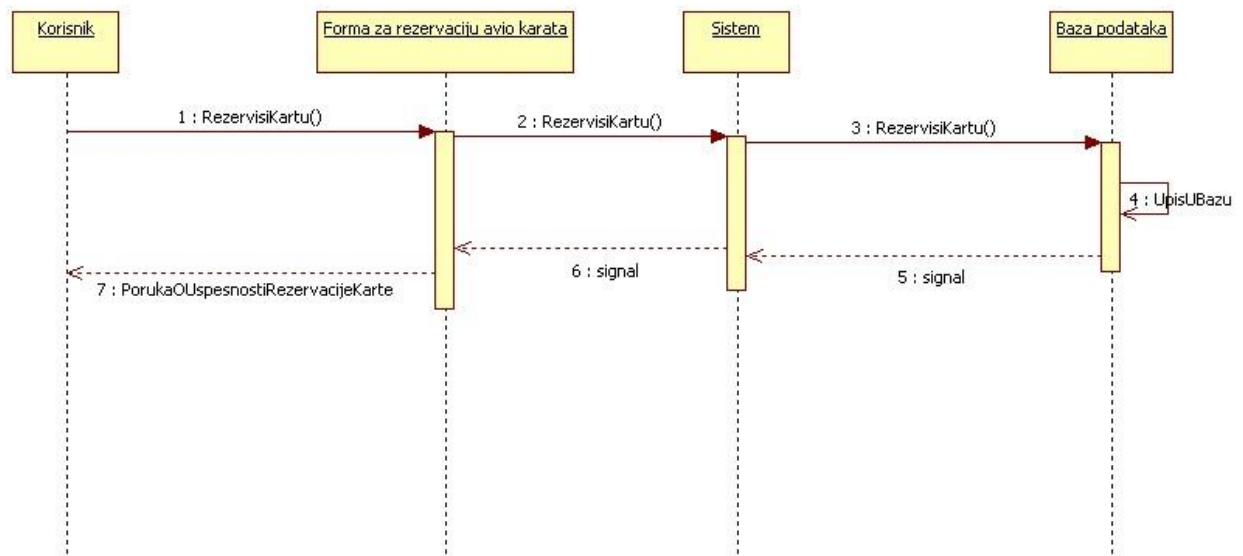 Korisnik
Forma za rezervaciju avio karata
Sistem
Baza podataka
1 : RezervisiKartu()
2 : RezervisiKartu()
3 : RezervisiKartu()
4 : UpisUBazu
5 : signal
6 : signal
7 : PorukaOUspesnostiRezervacijeKarte